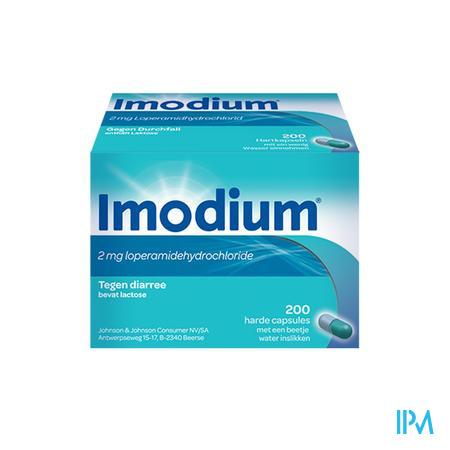 Imodium®
2 mg Loperamidhydrochlorid
Gegen Durchfall
enthält Laktose
200
Hartkapseln
mit ein wenig
Wasser einnehmen
Imodium®
2 mg loperamidehydrochloride
Tegen diarree
bevat lactose
200
harde capsules
met een beetje
water inslikken
Johnson & Johnson Consumer NV/SA
Antwerpseweg 15-17, B-2340 Beerse
IPM